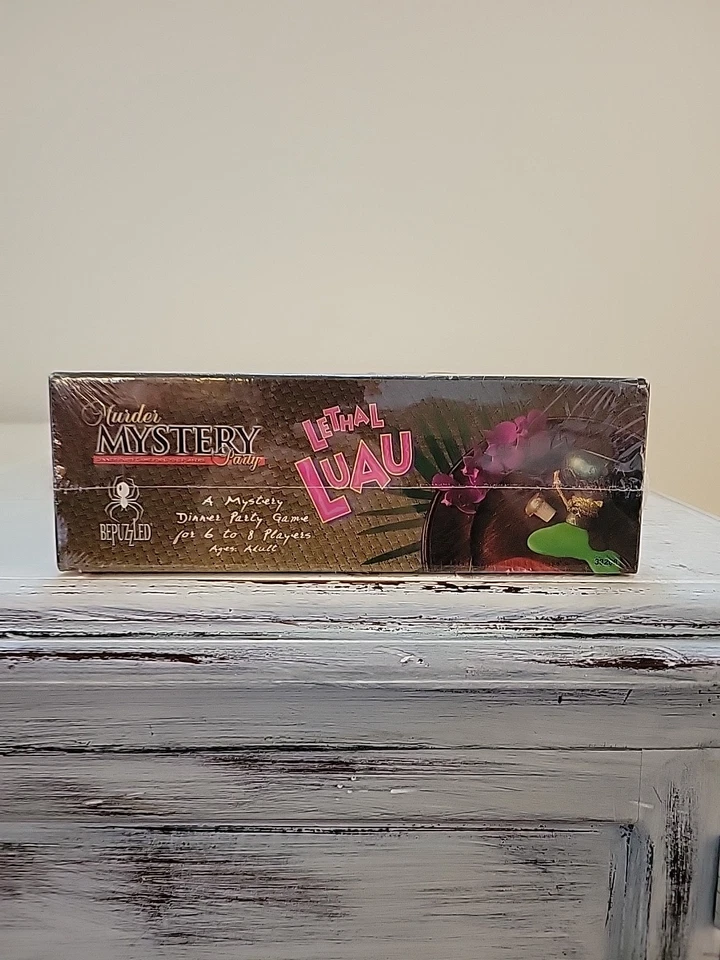 Murder
MYSTERY
Party
LETHAL
LUAU
BEPUZZLED
A Mystery
Dinner Party Game
for 6 to 8 Players
Ages: Adult